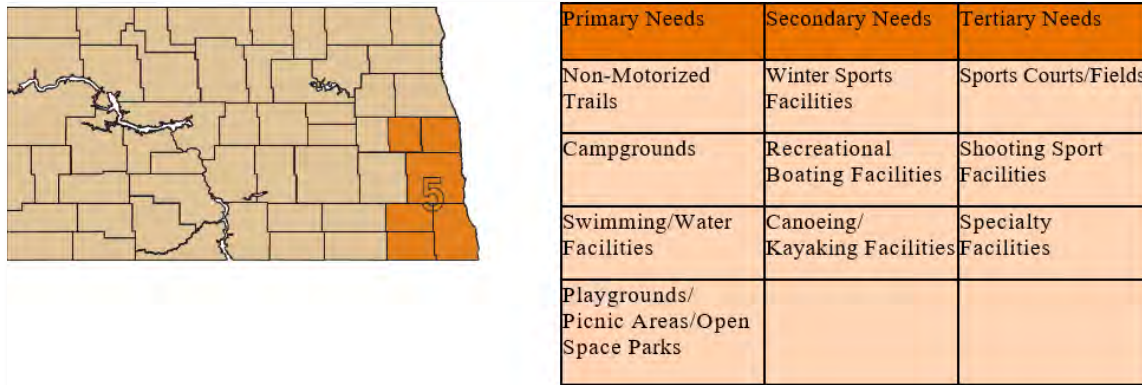 5
Primary Needs
Secondary Needs
Tertiary Needs
Non-Motorized
Trails
Winter Sports
Facilities
Sports Courts/Fields
Campgrounds
Recreational
Boating Facilities
Shooting Sport
Facilities
Swimming/Water
Facilities
Canoeing/
Kayaking Facilities
Specialty
Facilities
Playgrounds/
Picnic Areas/Open
Space Parks